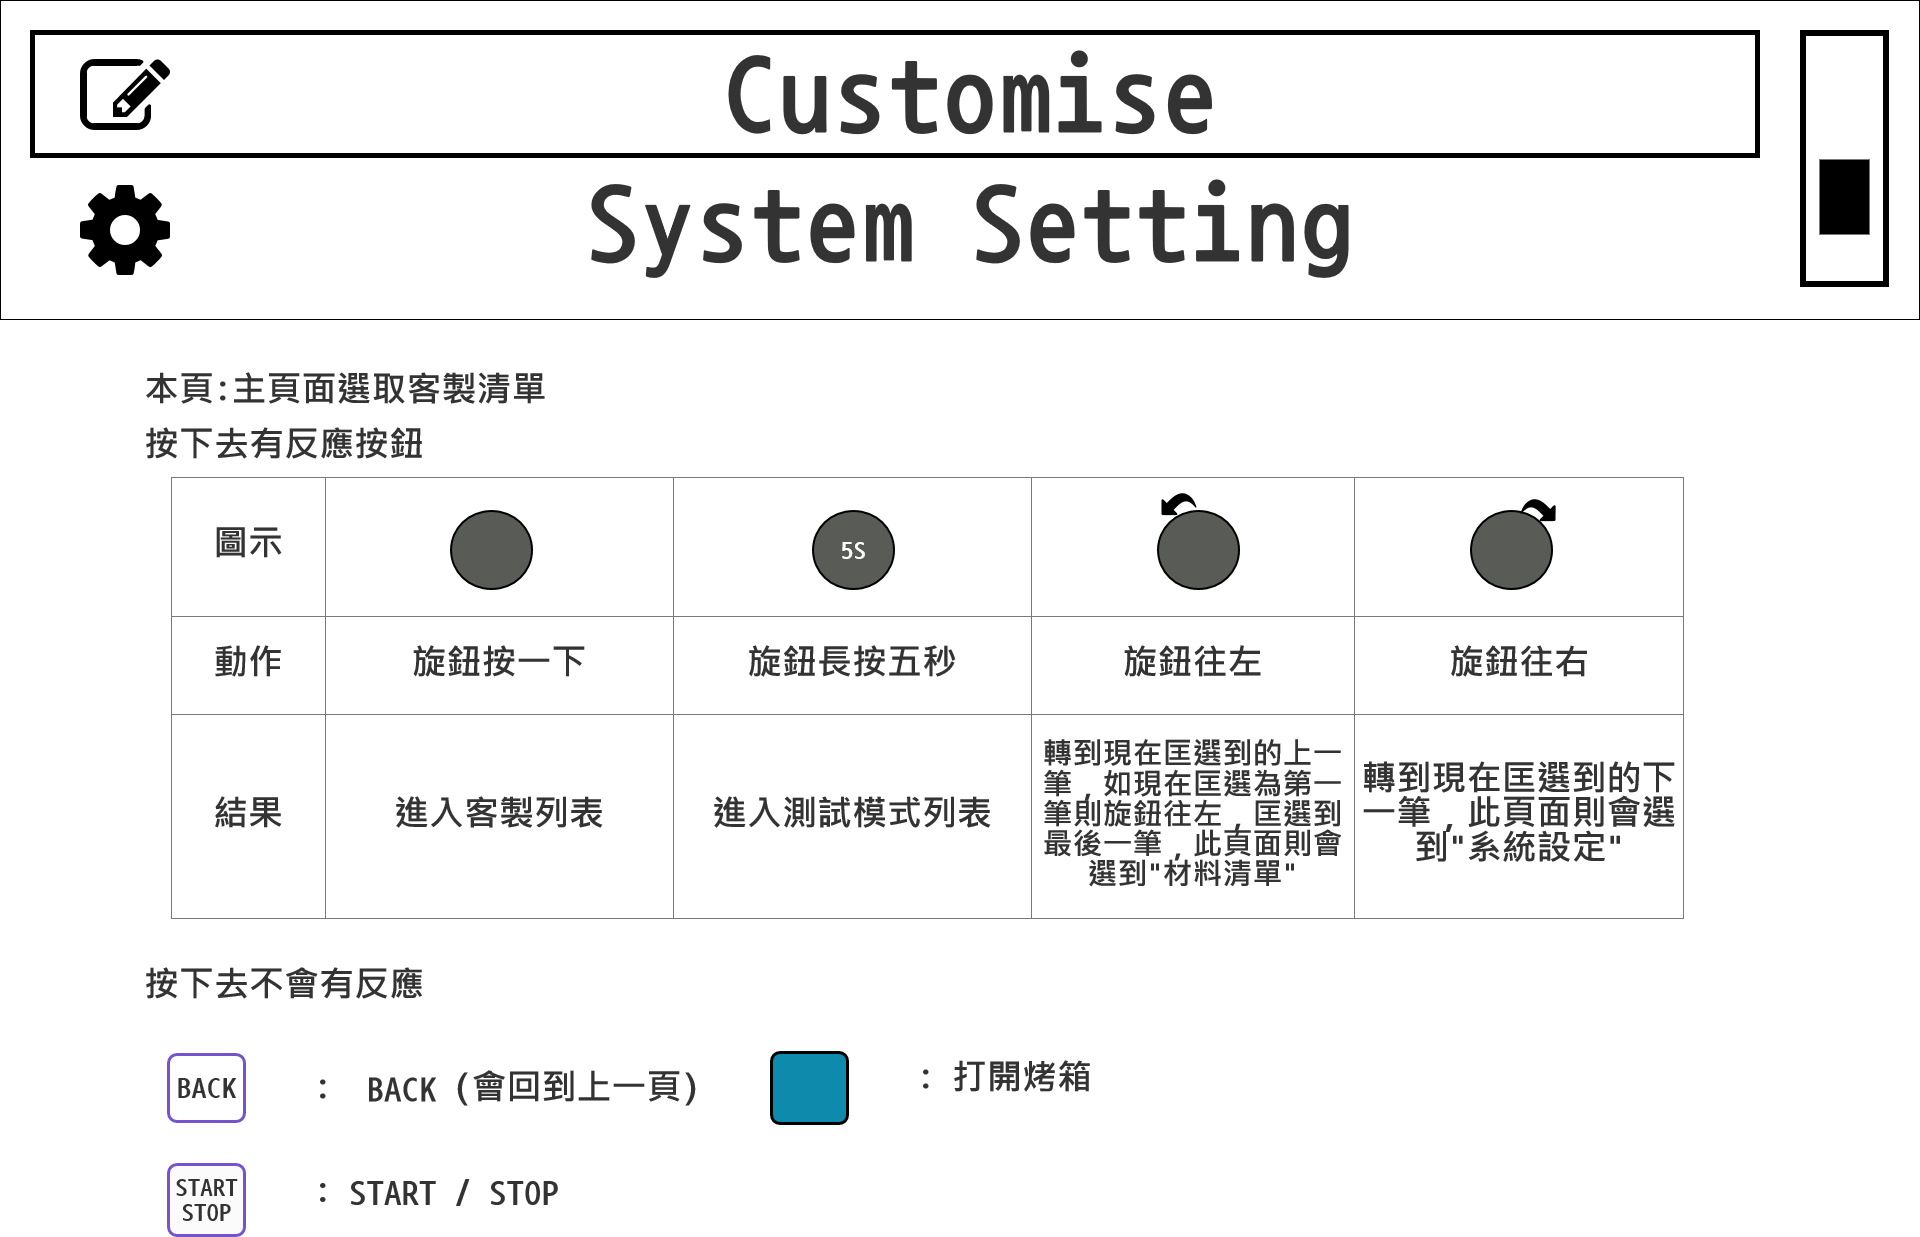 Customise
System Setting
本頁:主頁面選取客製清單
按下去有反應按鈕
圖示
5S
動作
旋鈕按一下
旋鈕長按五秒
旋鈕往左
旋鈕往右
結果
進入客製列表
進入測試模式列表
轉到現在匡選到的上一
筆，如現在匡選為第一
筆則旋鈕往左，匡選到
最後一筆，此頁面則會
選到"材料清單"
轉到現在匡選到的下
一筆，此頁面則會選
到"系統設定"
按下去不會有反應
BACK : BACK (會回到上一頁)
: 打開烤箱
START
STOP
: START / STOP